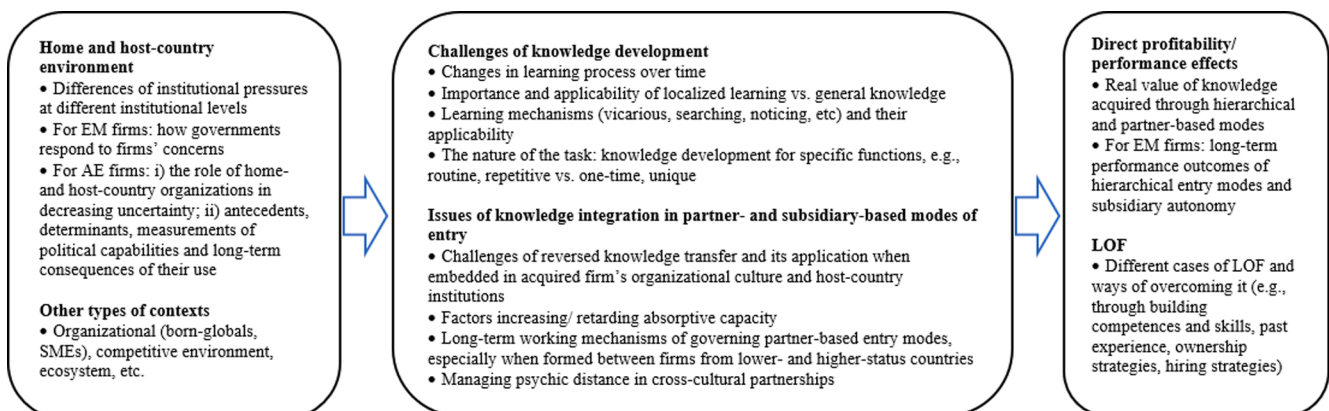 Home and host-country
environment
• Differences of institutional pressures
at different institutional levels
• For EM firms: how governments
respond to firms' concerns
• For AE firms: i) the role of home-
and host-country organizations in
decreasing uncertainty; ii) antecedents,
determinants, measurements of
political capabilities and long-term
consequences of their use
Other types of contexts
• Organizational (born-globals,
SMEs), competitive environment,
ecosystem, etc.
Challenges of knowledge development
• Changes in learning process over time
• Importance and applicability of localized learning vs. general knowledge
• Learning mechanisms (vicarious, searching, noticing, etc) and their
applicability
• The nature of the task: knowledge development for specific functions, e.g.,
routine, repetitive vs. one-time, unique
Issues of knowledge integration in partner- and subsidiary-based modes of
entry
• Challenges of reversed knowledge transfer and its application when
embedded in acquired firm's organizational culture and host-country
institutions
• Factors increasing/ retarding absorptive capacity
• Long-term working mechanisms of governing partner-based entry modes,
especially when formed between firms from lower- and higher-status countries
• Managing psychic distance in cross-cultural partnerships
Direct profitability/
performance effects
• Real value of knowledge
acquired through hierarchical
and partner-based modes
• For EM firms: long-term
performance outcomes of
hierarchical entry modes and
subsidiary autonomy
LOF
• Different cases of LOF and
ways of overcoming it (e.g.,
through building
competences and skills, past
experience, ownership
strategies, hiring strategies)